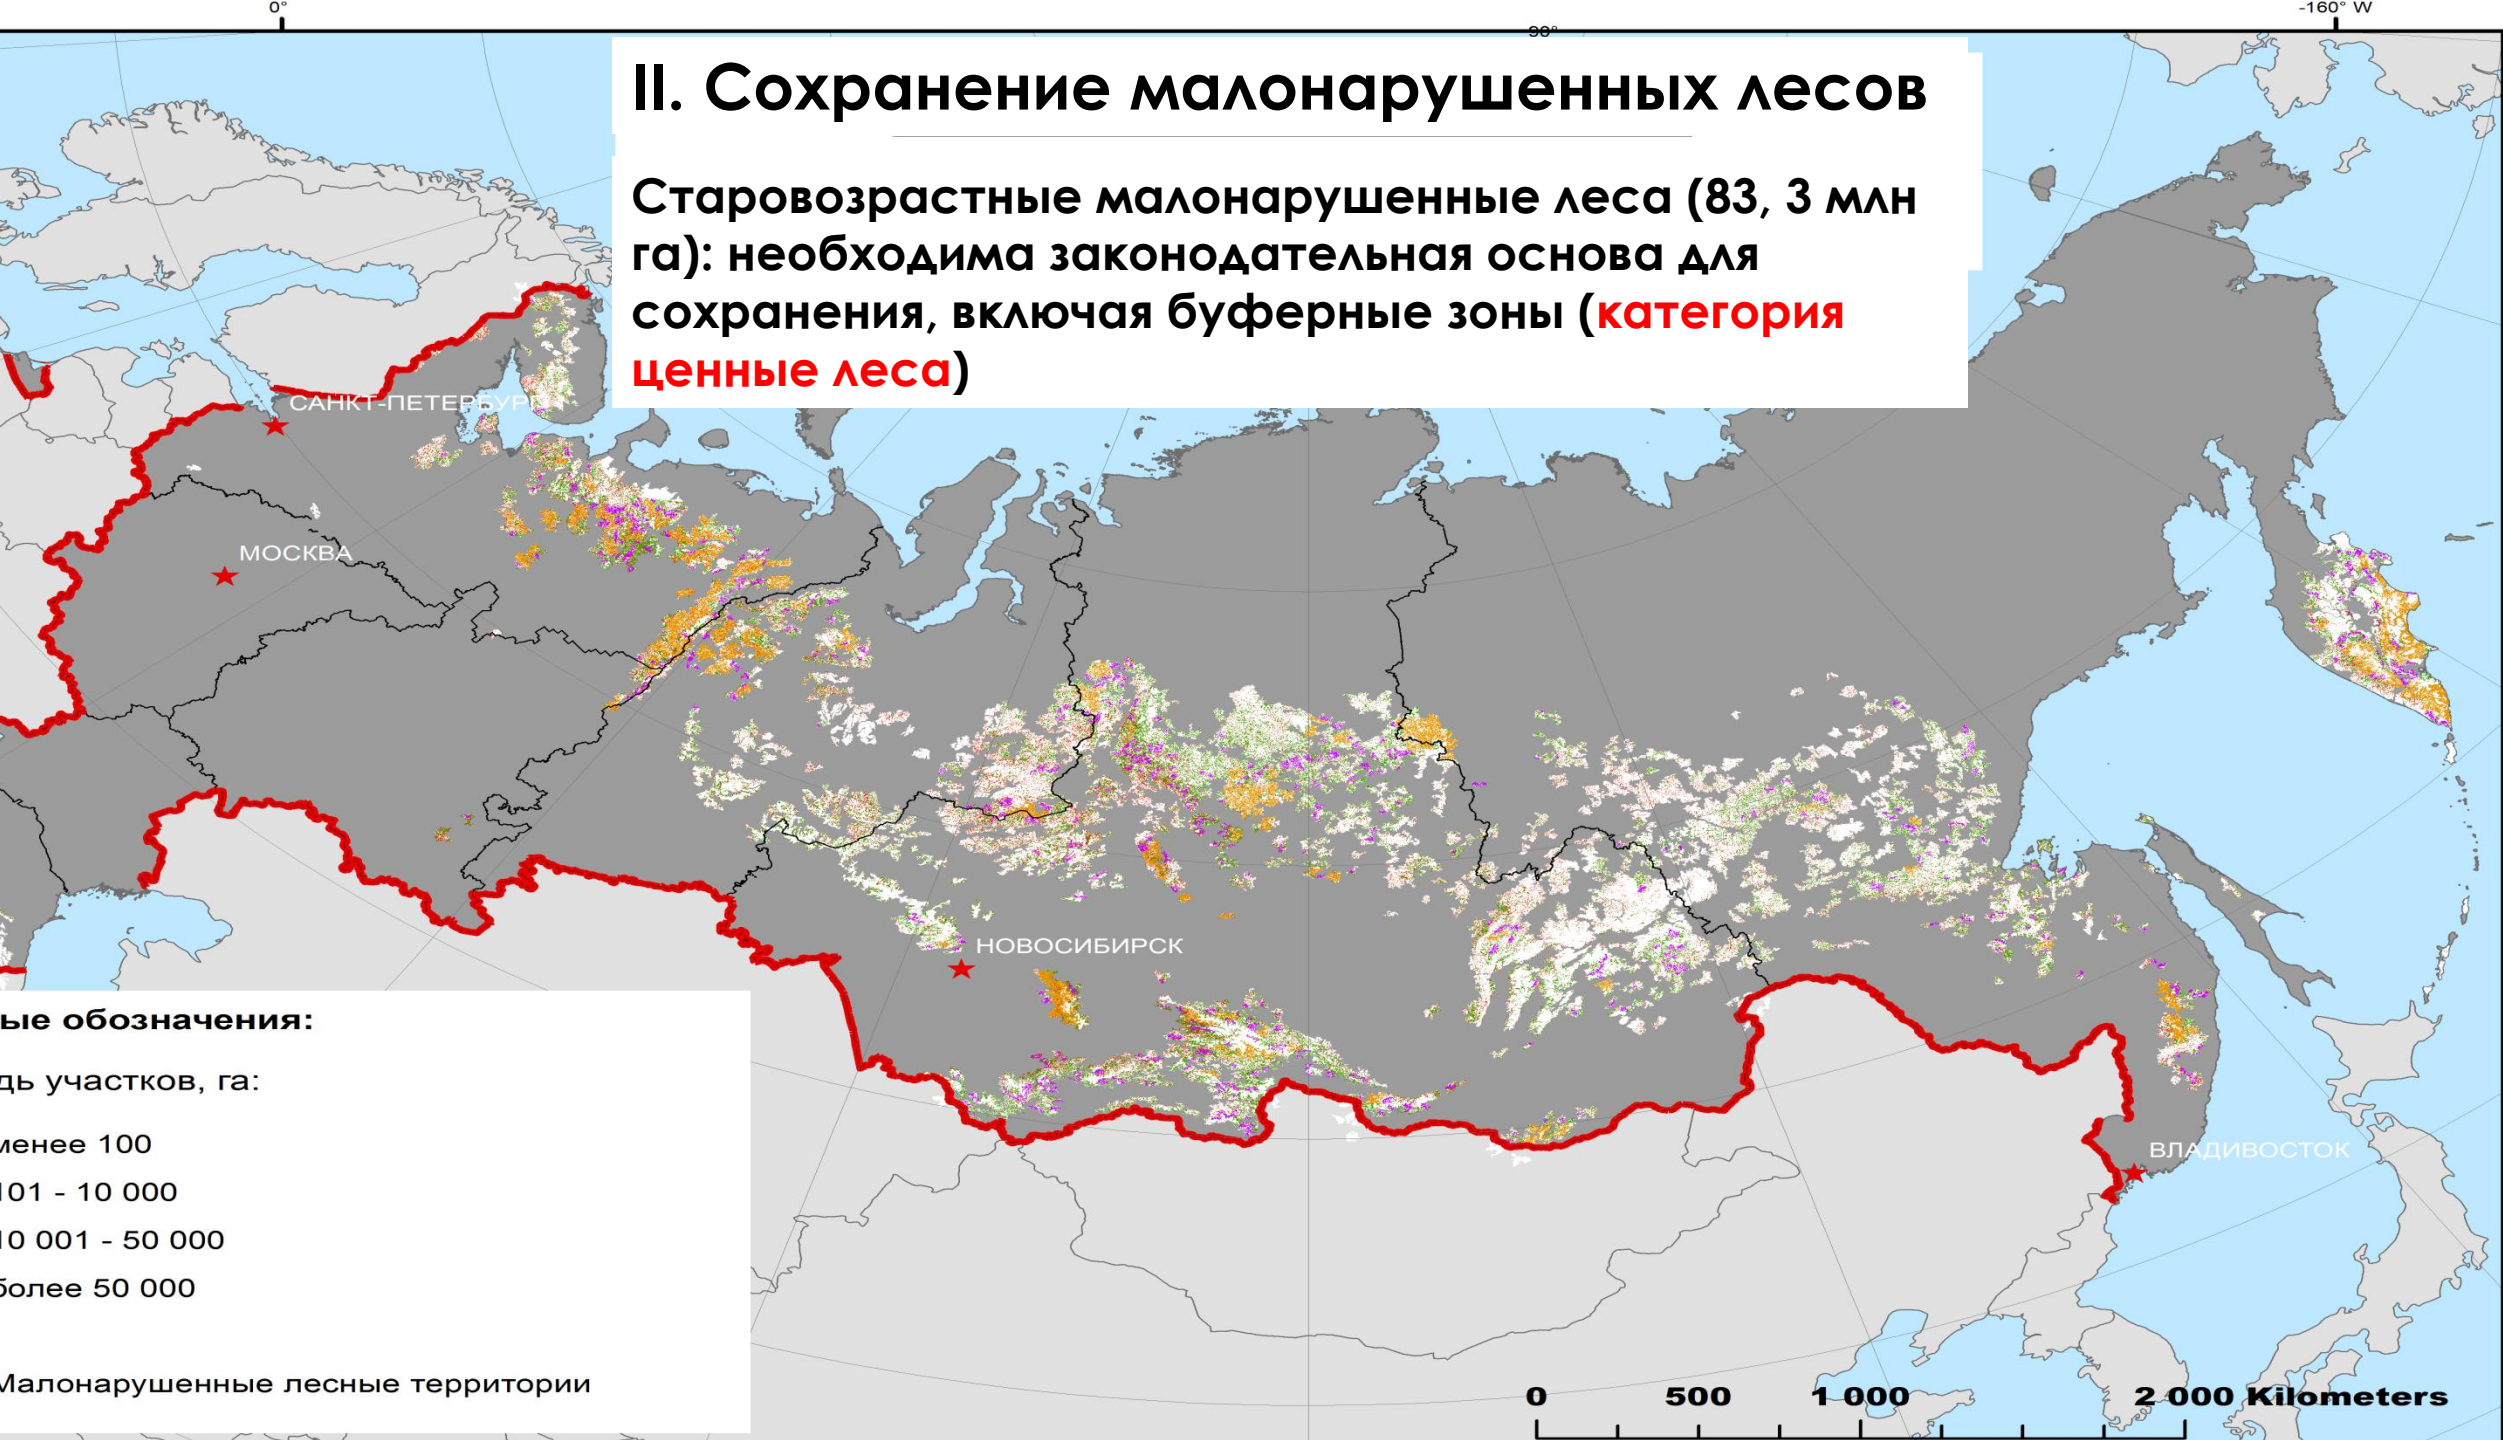 0°
-160° W
90°
II. Сохранение малонарушенных лесов
Старовозрастные малонарушенные леса (83, 3 млн
га): необходима законодательная основа для
сохранения, включая буферные зоны (категория
ценные леса)
САНКТ-ПЕТЕРБУРГ
МОСКВА
НОВОСИБИРСК
ВЛАДИВОСТОК
ые обозначения:
дь участков, га:
менее 100
101 - 10 000
10 001 - 50 000
более 50 000
Малонарушенные лесные территории
0 500 1 000 2 000 Kilometers